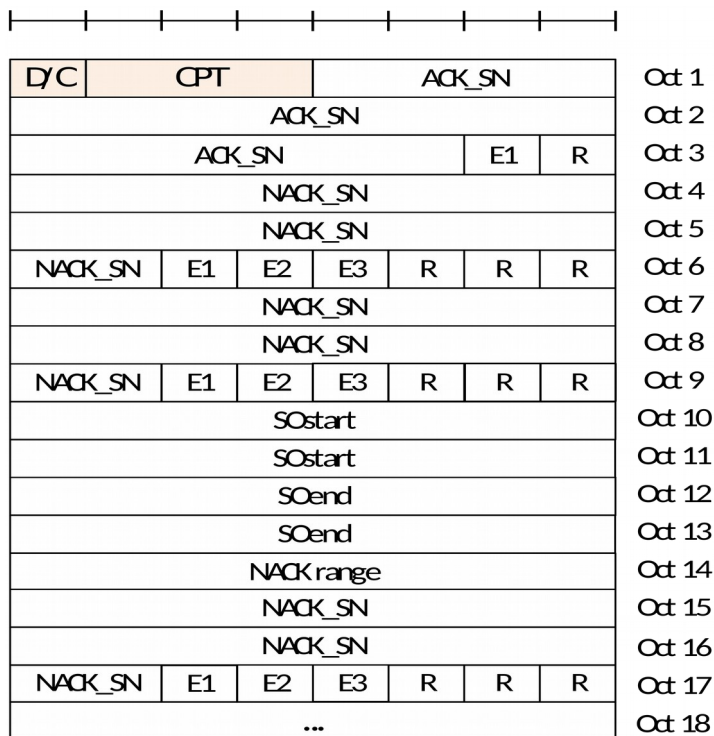 D/C CPT ACK_SN Oct 1
ACK_SN Oct 2
ACK_SN E1 R Oct 3
NACK_SN Oct 4
NACK_SN Oct 5
NACK_SN E1 E2 E3 R R R Oct 6
NACK_SN Oct 7
NACK_SN Oct 8
NACK_SN E1 E2 E3 R R R Oct 9
SOstart Oct 10
SOstart Oct 11
SOend Oct 12
SOend Oct 13
NACK range Oct 14
NACK_SN Oct 15
NACK_SN Oct 16
NACK_SN E1 E2 E3 R R R Oct 17
... Oct 18